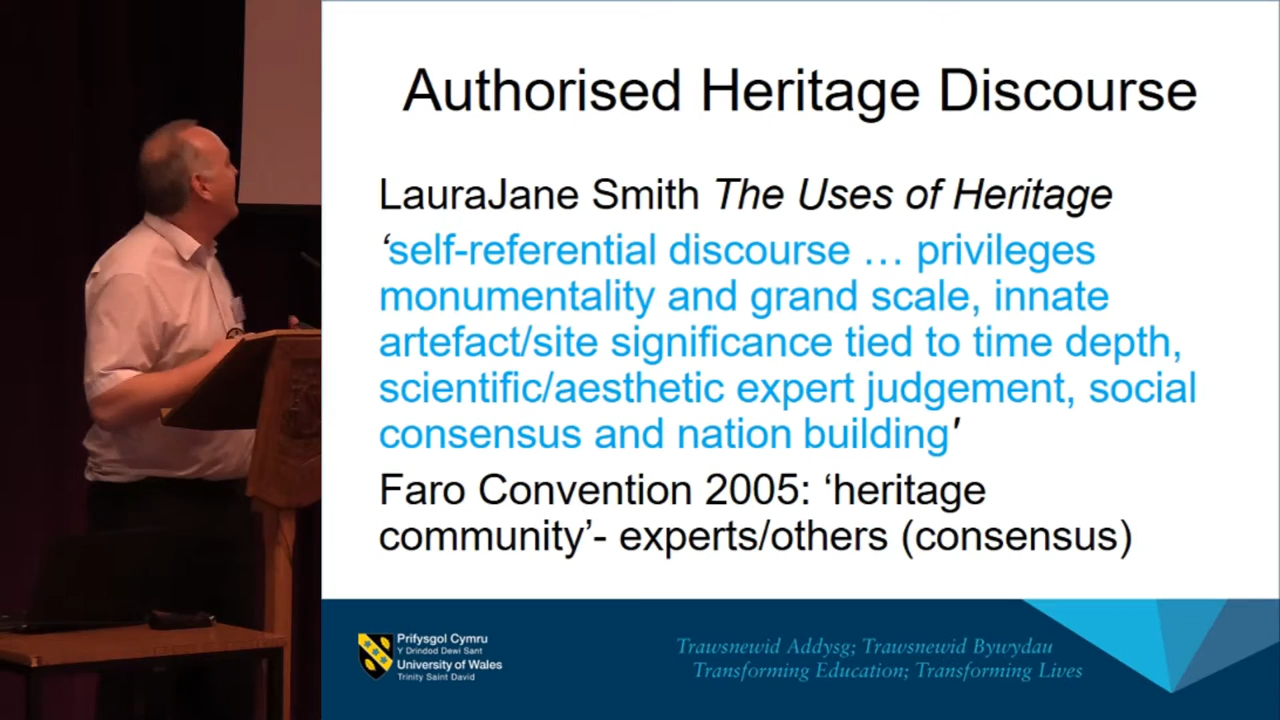 Authorised Heritage Discourse
LauraJane Smith The Uses of Heritage
‘self-referential discourse … privileges
monumentality and grand scale, innate
artefact/site significance tied to time depth,
scientific/aesthetic expert judgement, social
consensus and nation building’
Faro Convention 2005: ‘heritage
community’- experts/others (consensus)
Prifysgol Cymru
Y Drindod Dewi Sant
University of Wales
Trinity Saint David
Trawsnewid Addysg; Trawsnewid Bywydau
Transforming Education; Transforming Lives